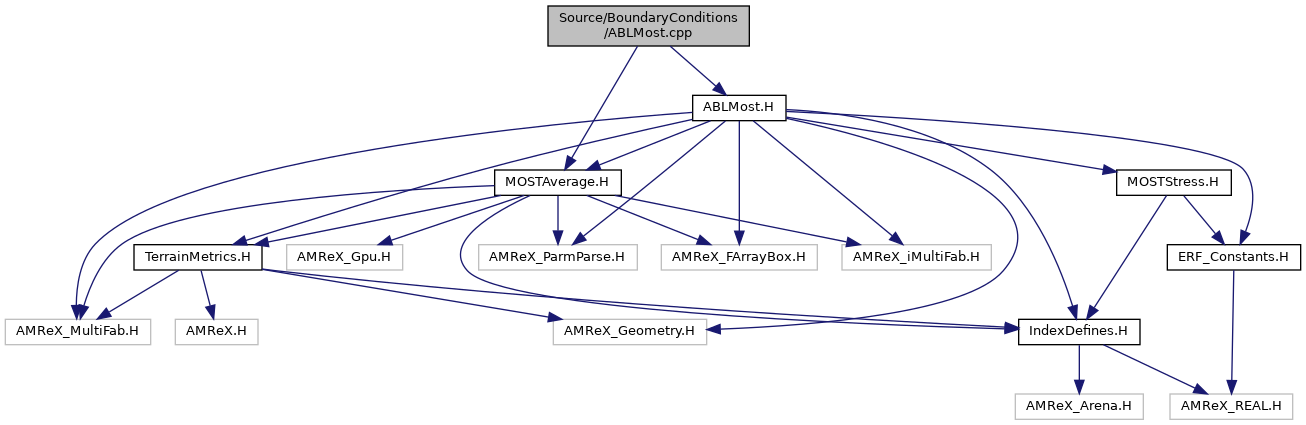 Source/BoundaryConditions
/ABLMost.cpp
ABLMost.H
MOSTAverage.H
MOSTStress.H
TerrainMetrics.H
AMReX_Gpu.H
AMReX_ParmParse.H
AMReX_FArrayBox.H
AMReX_iMultiFab.H
ERF_Constants.H
AMReX_MultiFab.H
AMReX.H
AMReX_Geometry.H
IndexDefines.H
AMReX_Arena.H
AMReX_REAL.H